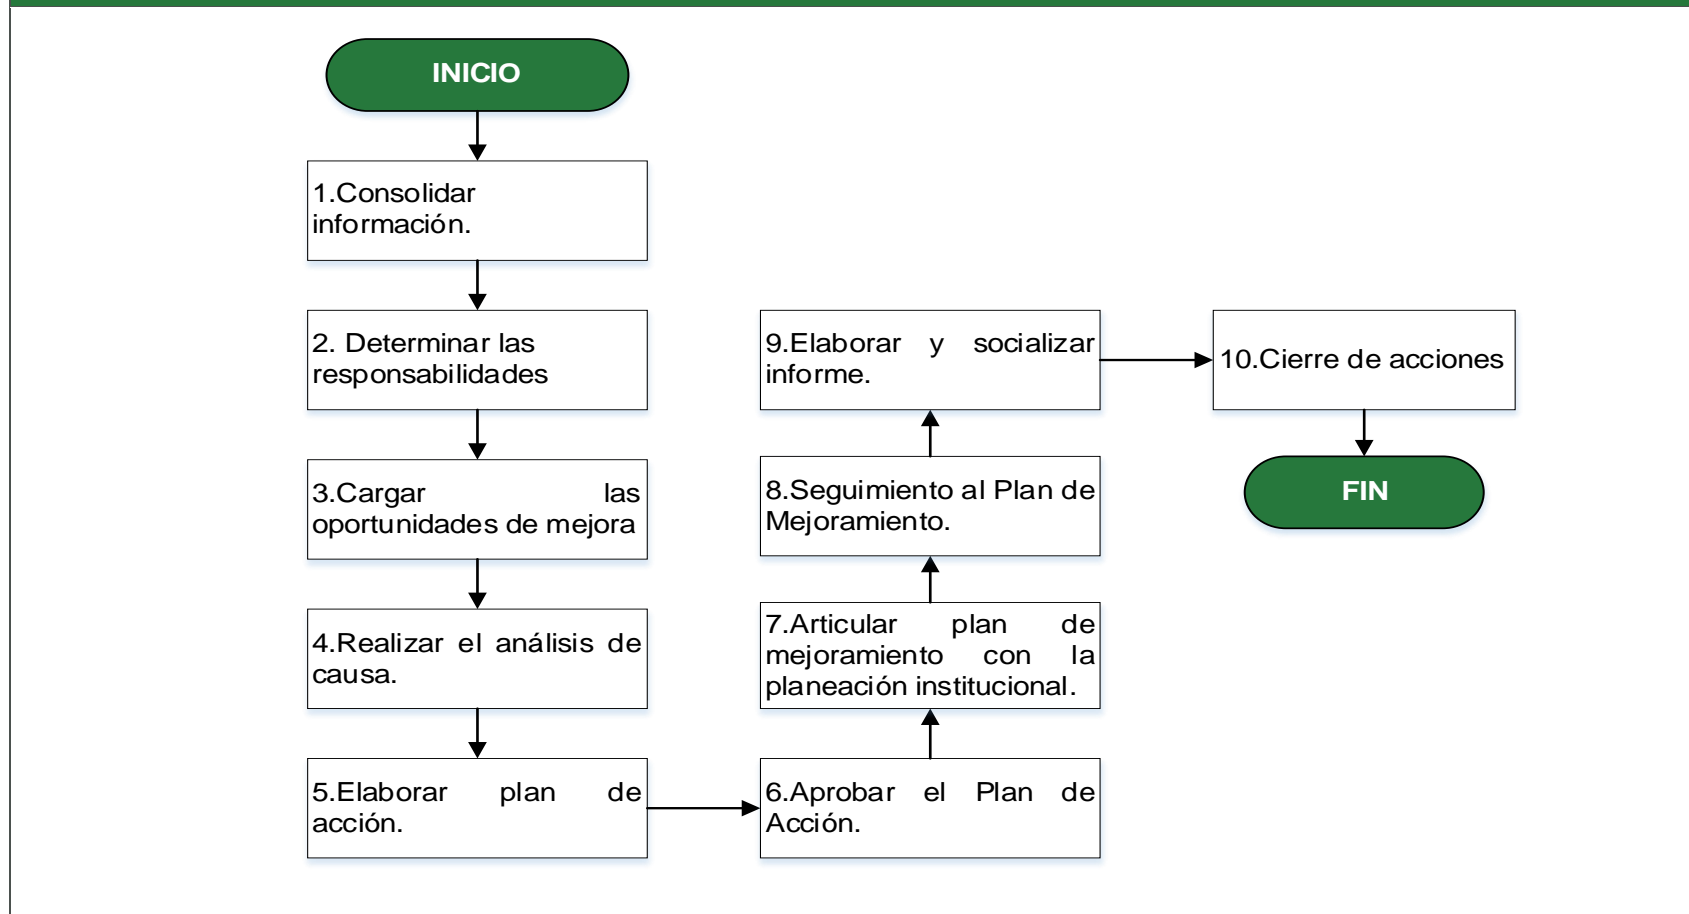 INICIO
1.Consolidar
información.
2. Determinar las
responsabilidades
3.Cargar las
oportunidades de mejora
4.Realizar el análisis de
causa.
5.Elaborar plan de
acción.
6.Aprobar el Plan de
Acción.
7.Articular plan de
mejoramiento con la
planeación institucional.
8.Seguimiento al Plan de
Mejoramiento.
9.Elaborar y socializar
informe.
10.Cierre de acciones
FIN